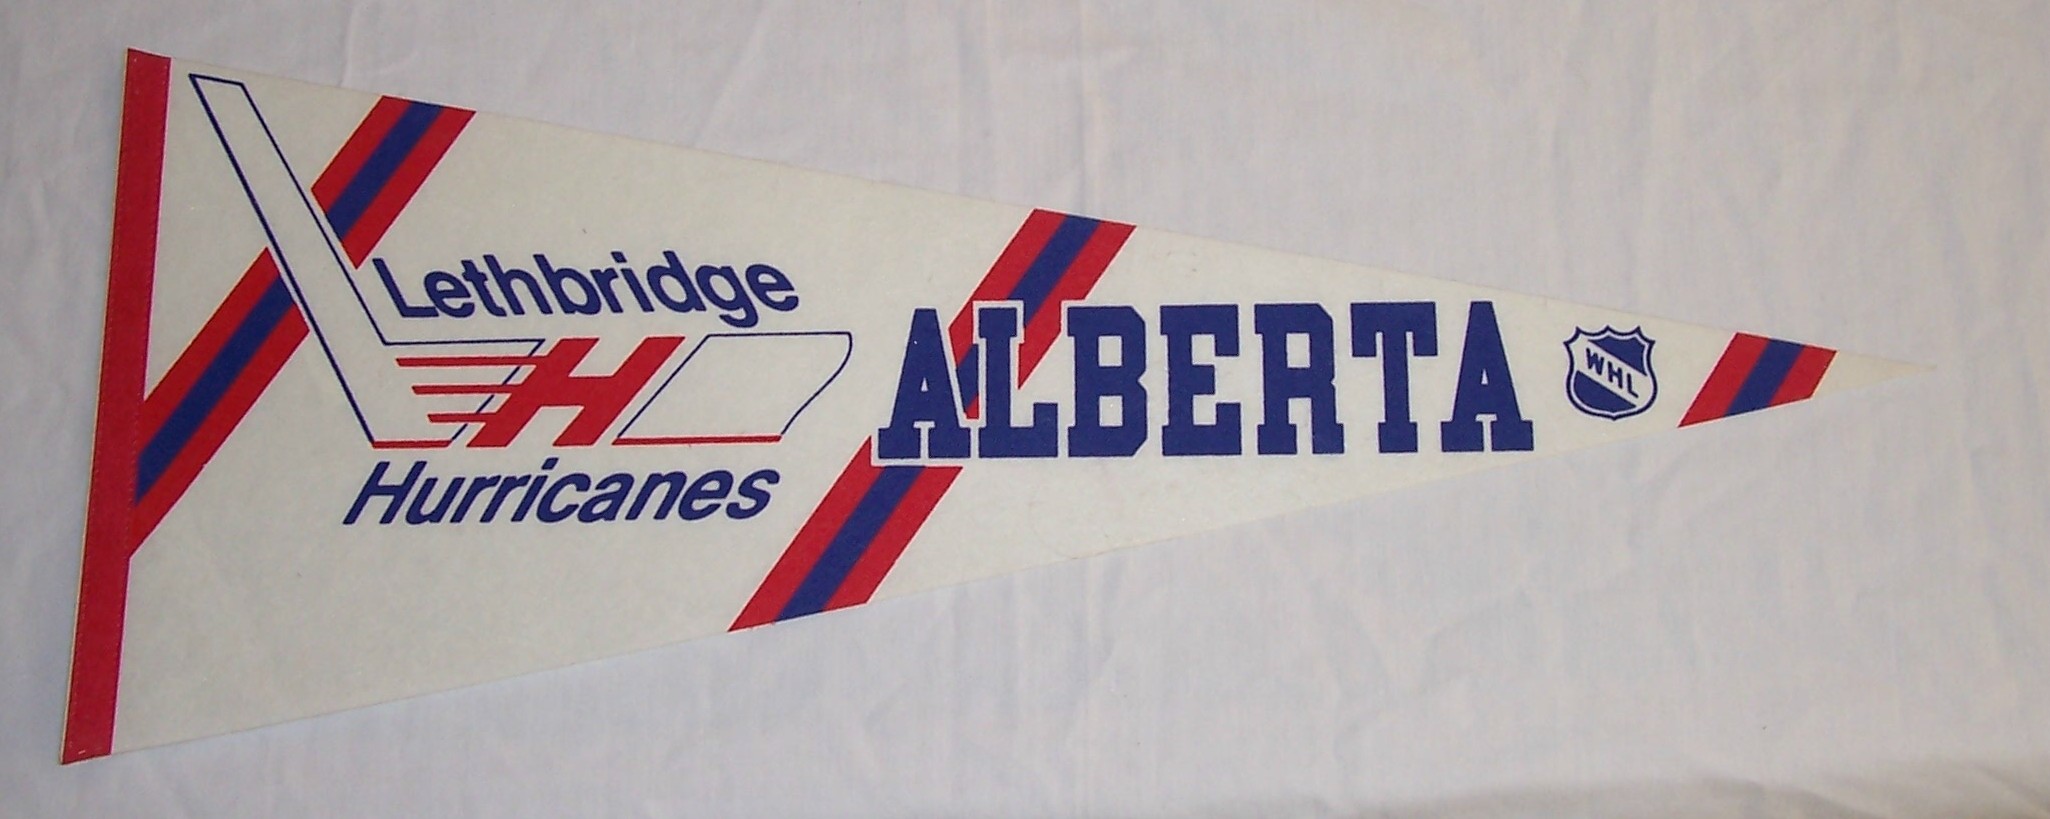 Lethbridge
H
Hurricanes
ALBERTA
WHL